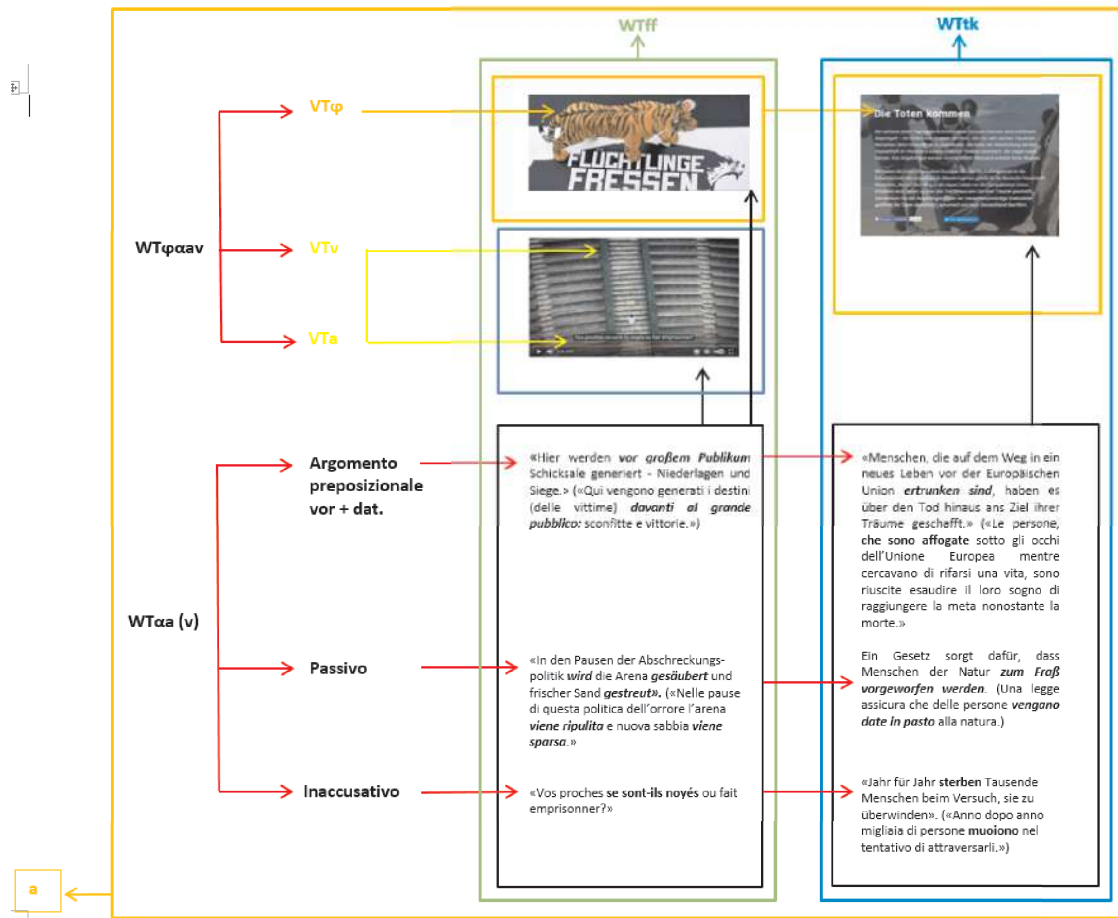 WTff
WTtk
VTφ
FLÜCHTLINGE
FRESSEN
Die Toten kommen
WTφαav
VTv
VTa
Argomento
preposizionale
vor + dat.
«Hier werden vor großem Publikum
Schicksale generiert - Niederlagen und
Siege.» («Qui vengono generati i destini
(delle vittime) davanti al grande
pubblico: sconfitte e vittorie.»)
«Menschen, die auf dem Weg in ein
neues Leben vor der Europäischen
Union ertrunken sind, haben es
über den Tod hinaus ans Ziel ihrer
Träume geschafft.» («Le persone,
che sono affogate sotto gli occhi
dell'Unione Europea mentre
cercavano di rifarsi una vita, sono
riuscite esaudire il loro sogno di
raggiungere la meta nonostante la
morte.»
WTαa (v)
Passivo
«In den Pausen der Abschreckungs-
politik wird die Arena gesäubert und
frischer Sand gestreut». («Nelle pause
di questa politica dell'orrore l'arena
viene ripulita e nuova sabbia viene
sparsa.»
Ein Gesetz sorgt dafür, dass
Menschen der Natur zum Fraß
vorgeworfen werden. (Una legge
assicura che delle persone vengano
date in pasto alla natura.)
Inaccusativo
«Vos proches se sont-ils noyés ou fait
emprisonner?»
«Jahr für Jahr sterben Tausende
Menschen beim Versuch, sie zu
überwinden». («Anno dopo anno
migliaia di persone muoiono nel
tentativo di attraversarli.»)
a